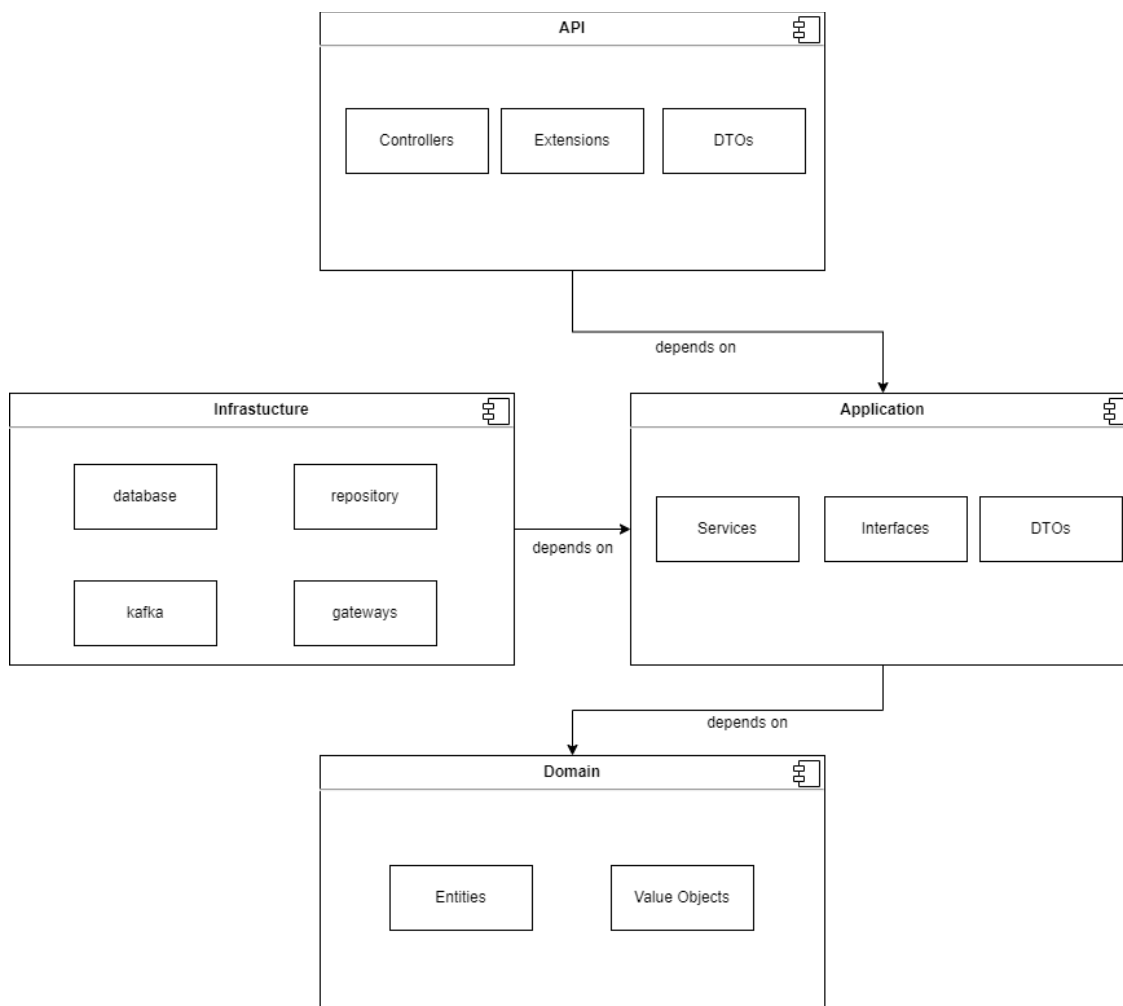 API
Controllers
Extensions
DTOs
depends on
Infrastucture
database
repository
kafka
gateways
depends on
Application
Services
Interfaces
DTOs
depends on
Domain
Entities
Value Objects